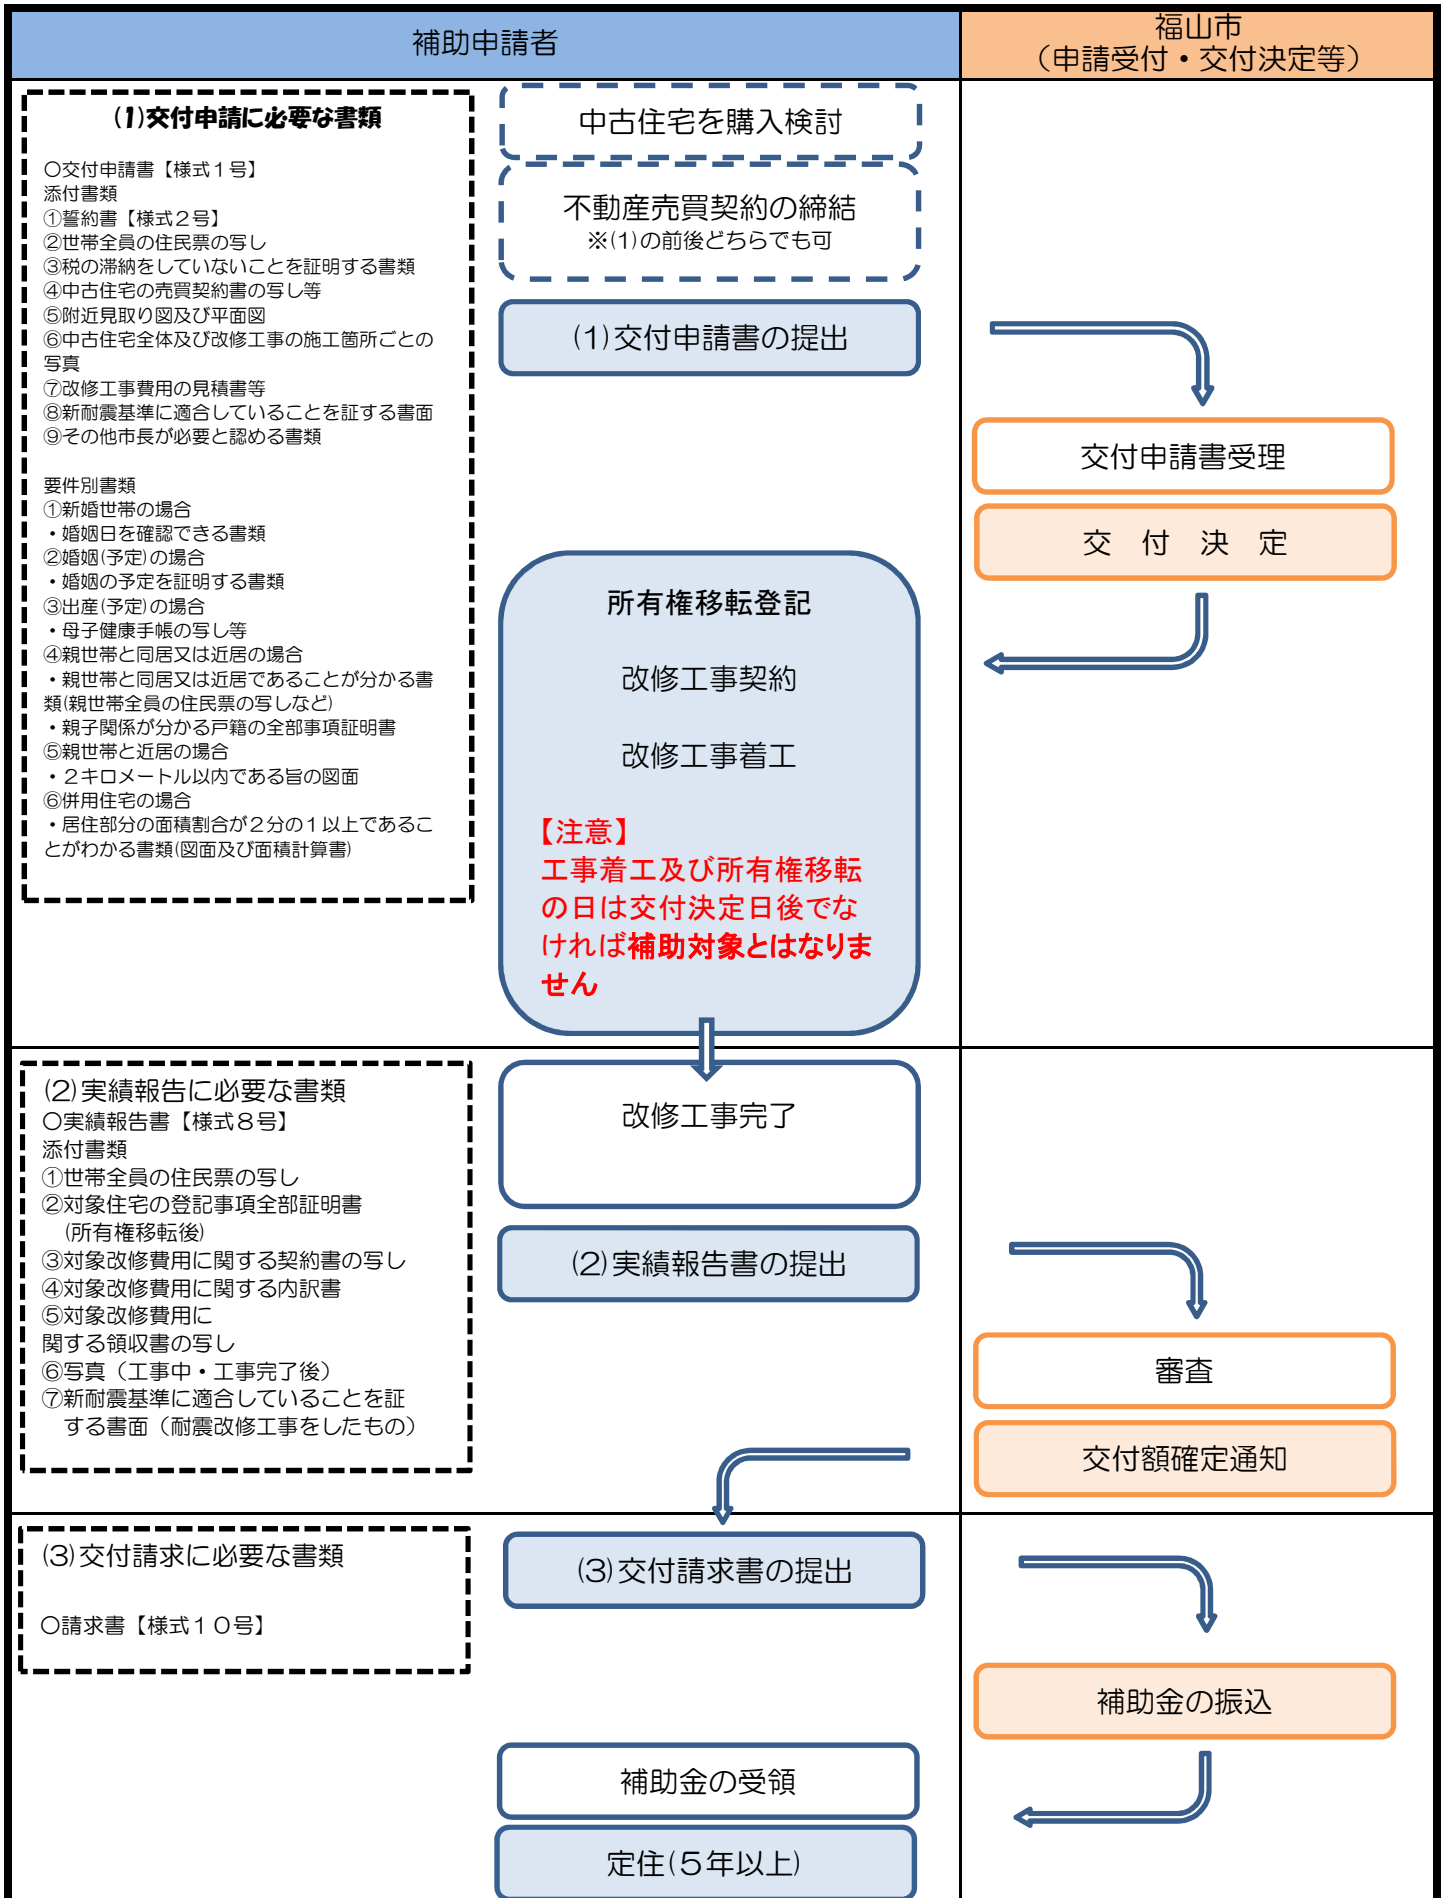 補助申請者
福山市
（申請受付・交付決定等）
(1)交付申請に必要な書類
〇交付申請書【様式１号】
添付書類
①誓約書【様式２号】
②世帯全員の住民票の写し
③税の滞納をしていないことを証明する書類
④中古住宅の売買契約書の写し等
⑤附近見取り図及び平面図
⑥中古住宅全体及び改修工事の施工箇所ごとの
写真
⑦改修工事費用の見積書等
⑧新耐震基準に適合していることを証する書面
⑨その他市長が必要と認める書類
要件別書類
①新婚世帯の場合
・婚姻日を確認できる書類
②婚姻(予定)の場合
・婚姻の予定を証明する書類
③出産(予定)の場合
・母子健康手帳の写し等
④親世帯と同居又は近居の場合
・親世帯と同居又は近居であることが分かる書
類(親世帯全員の住民票の写しなど)
・親子関係が分かる戸籍の全部事項証明書
⑤親世帯と近居の場合
・２キロメートル以内である旨の図面
⑥併用住宅の場合
・居住部分の面積割合が２分の１以上であるこ
とがわかる書類(図面及び面積計算書)
中古住宅を購入検討
不動産売買契約の締結
※(1)の前後どちらでも可
(1)交付申請書の提出
交付申請書受理
交　付　決　定
所有権移転登記
改修工事契約
改修工事着工
【注意】
工事着工及び所有権移転
の日は交付決定日後でな
ければ補助対象とはなりま
せん
(2)実績報告に必要な書類
〇実績報告書【様式８号】
添付書類
①世帯全員の住民票の写し
②対象住宅の登記事項全部証明書
(所有権移転後)
③対象改修費用に関する契約書の写し
④対象改修費用に関する内訳書
⑤対象改修費用に
関する領収書の写し
⑥写真（工事中・工事完了後）
⑦新耐震基準に適合していることを証
する書面（耐震改修工事をしたもの）
改修工事完了
(2)実績報告書の提出
審査
交付額確定通知
(3)交付請求に必要な書類
〇請求書【様式１０号】
(3)交付請求書の提出
補助金の振込
補助金の受領
定住(５年以上)